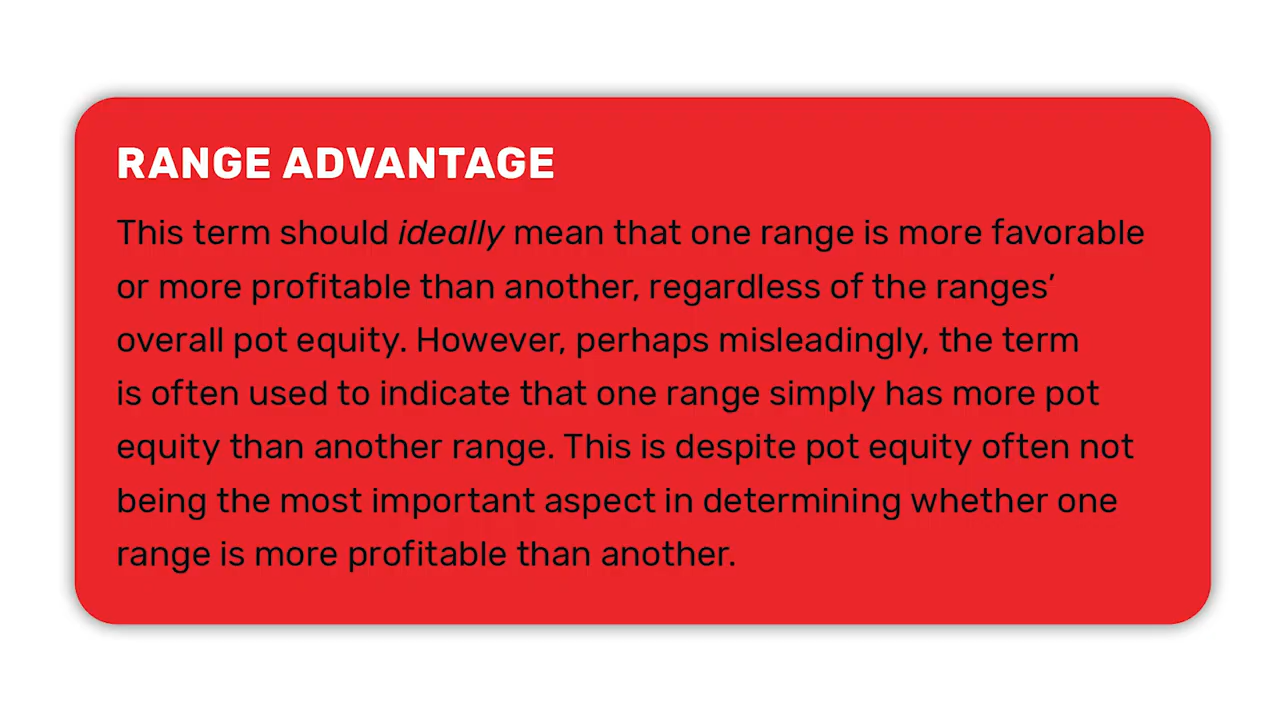 RANGE ADVANTAGE
This term should ideally mean that one range is more favorable
or more profitable than another, regardless of the ranges’
overall pot equity. However, perhaps misleadingly, the term
is often used to indicate that one range simply has more pot
equity than another range. This is despite pot equity often not
being the most important aspect in determining whether one
range is more profitable than another.